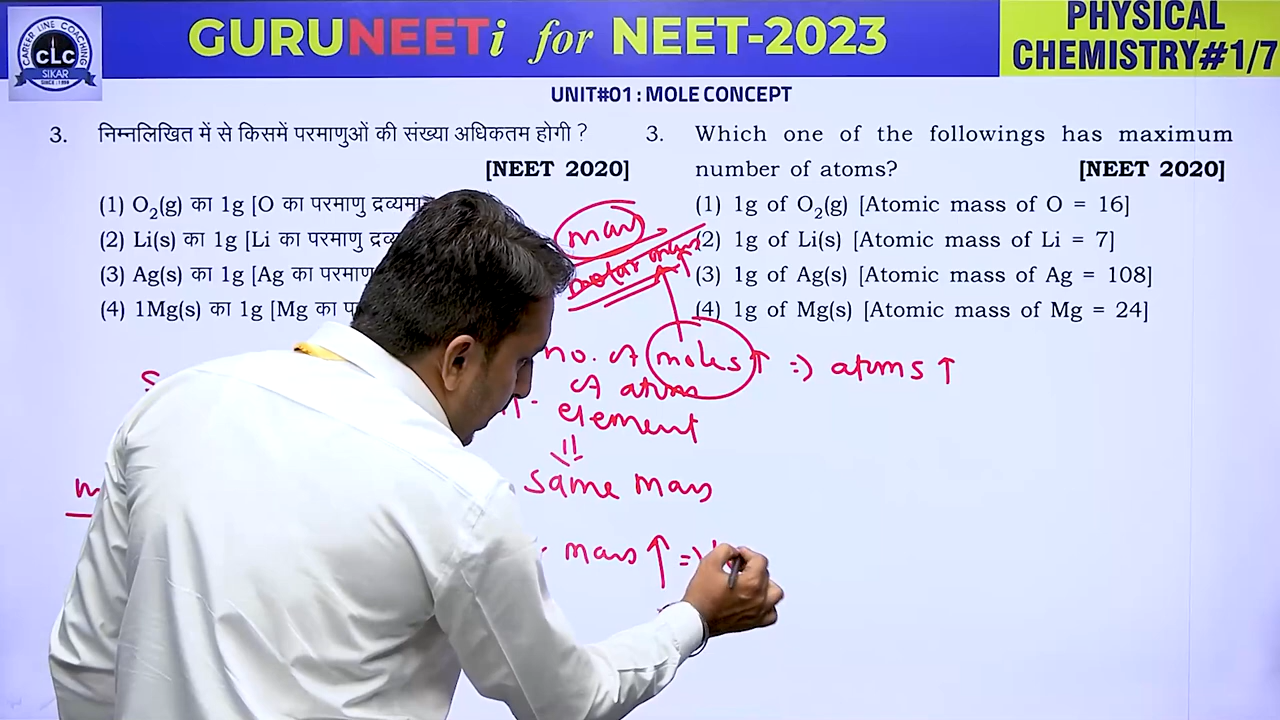 GURUNEETi for NEET-2023
PHYSICAL
CHEMISTRY#1/7
CAREER LINE COACHING
CLC
SIKAR
SINCE : 1996
UNIT#01 : MOLE CONCEPT
3. निम्नलिखित में से किसमें परमाणुओं की संख्या अधिकतम होगी ?
[NEET 2020]
(1) O₂(g) का 1g [O का परमाणु
(2) Li(s) का 1g [Li का परमाणु
(3) Ag(s) का 1g [Ag का
(4) 1Mg(s) का 1g [Mg का
3. Which one of the followings has maximum
number of atoms?
[NEET 2020]
(1) 1g of O₂(g) [Atomic mass of O = 16]
(2) 1g of Li(s) [Atomic mass of Li = 7]
(3) 1g of Ag(s) [Atomic mass of Ag = 108]
(4) 1g of Mg(s) [Atomic mass of Mg = 24]
mass
no. of moles ↑ => atoms ↑
of atom
element
same mass
mass ↑ =>